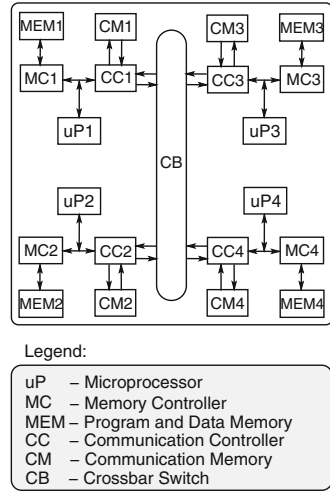 MEM1 CM1 CM3 MEM3
MC1 CC1 CC3 MC3
uP1 uP3
CB
uP2 uP4
MC2 CC2 CC4 MC4
MEM2 CM2 CM4 MEM4
Legend:
uP – Microprocessor
MC – Memory Controller
MEM – Program and Data Memory
CC – Communication Controller
CM – Communication Memory
CB – Crossbar Switch